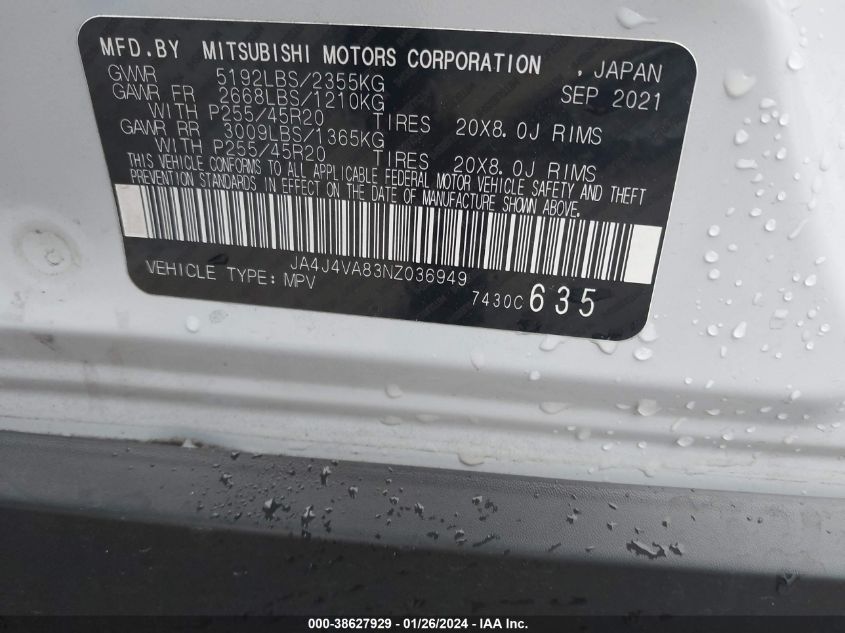 MFD.BY MITSUBISHI MOTORS CORPORATION , JAPAN
GVWR 5192LBS/2355KG SEP 2021
GAWR FR 2668LBS/1210KG
WITH P255/45R20 TIRES 20X8.0J RIMS
GAWR RR 3009LBS/1365KG
WITH P255/45R20 TIRES 20X8.0J RIMS
THIS VEHICLE CONFORMS TO ALL APPLICABLE FEDERAL MOTOR VEHICLE SAFETY AND THEFT
PREVENTION STANDARDS IN EFFECT ON THE DATE OF MANUFACTURE SHOWN ABOVE.
JA4J4VA83NZ036949
VEHICLE TYPE: MPV
7430C635
000-38627929 / 01/26/2024 - IAA Inc.